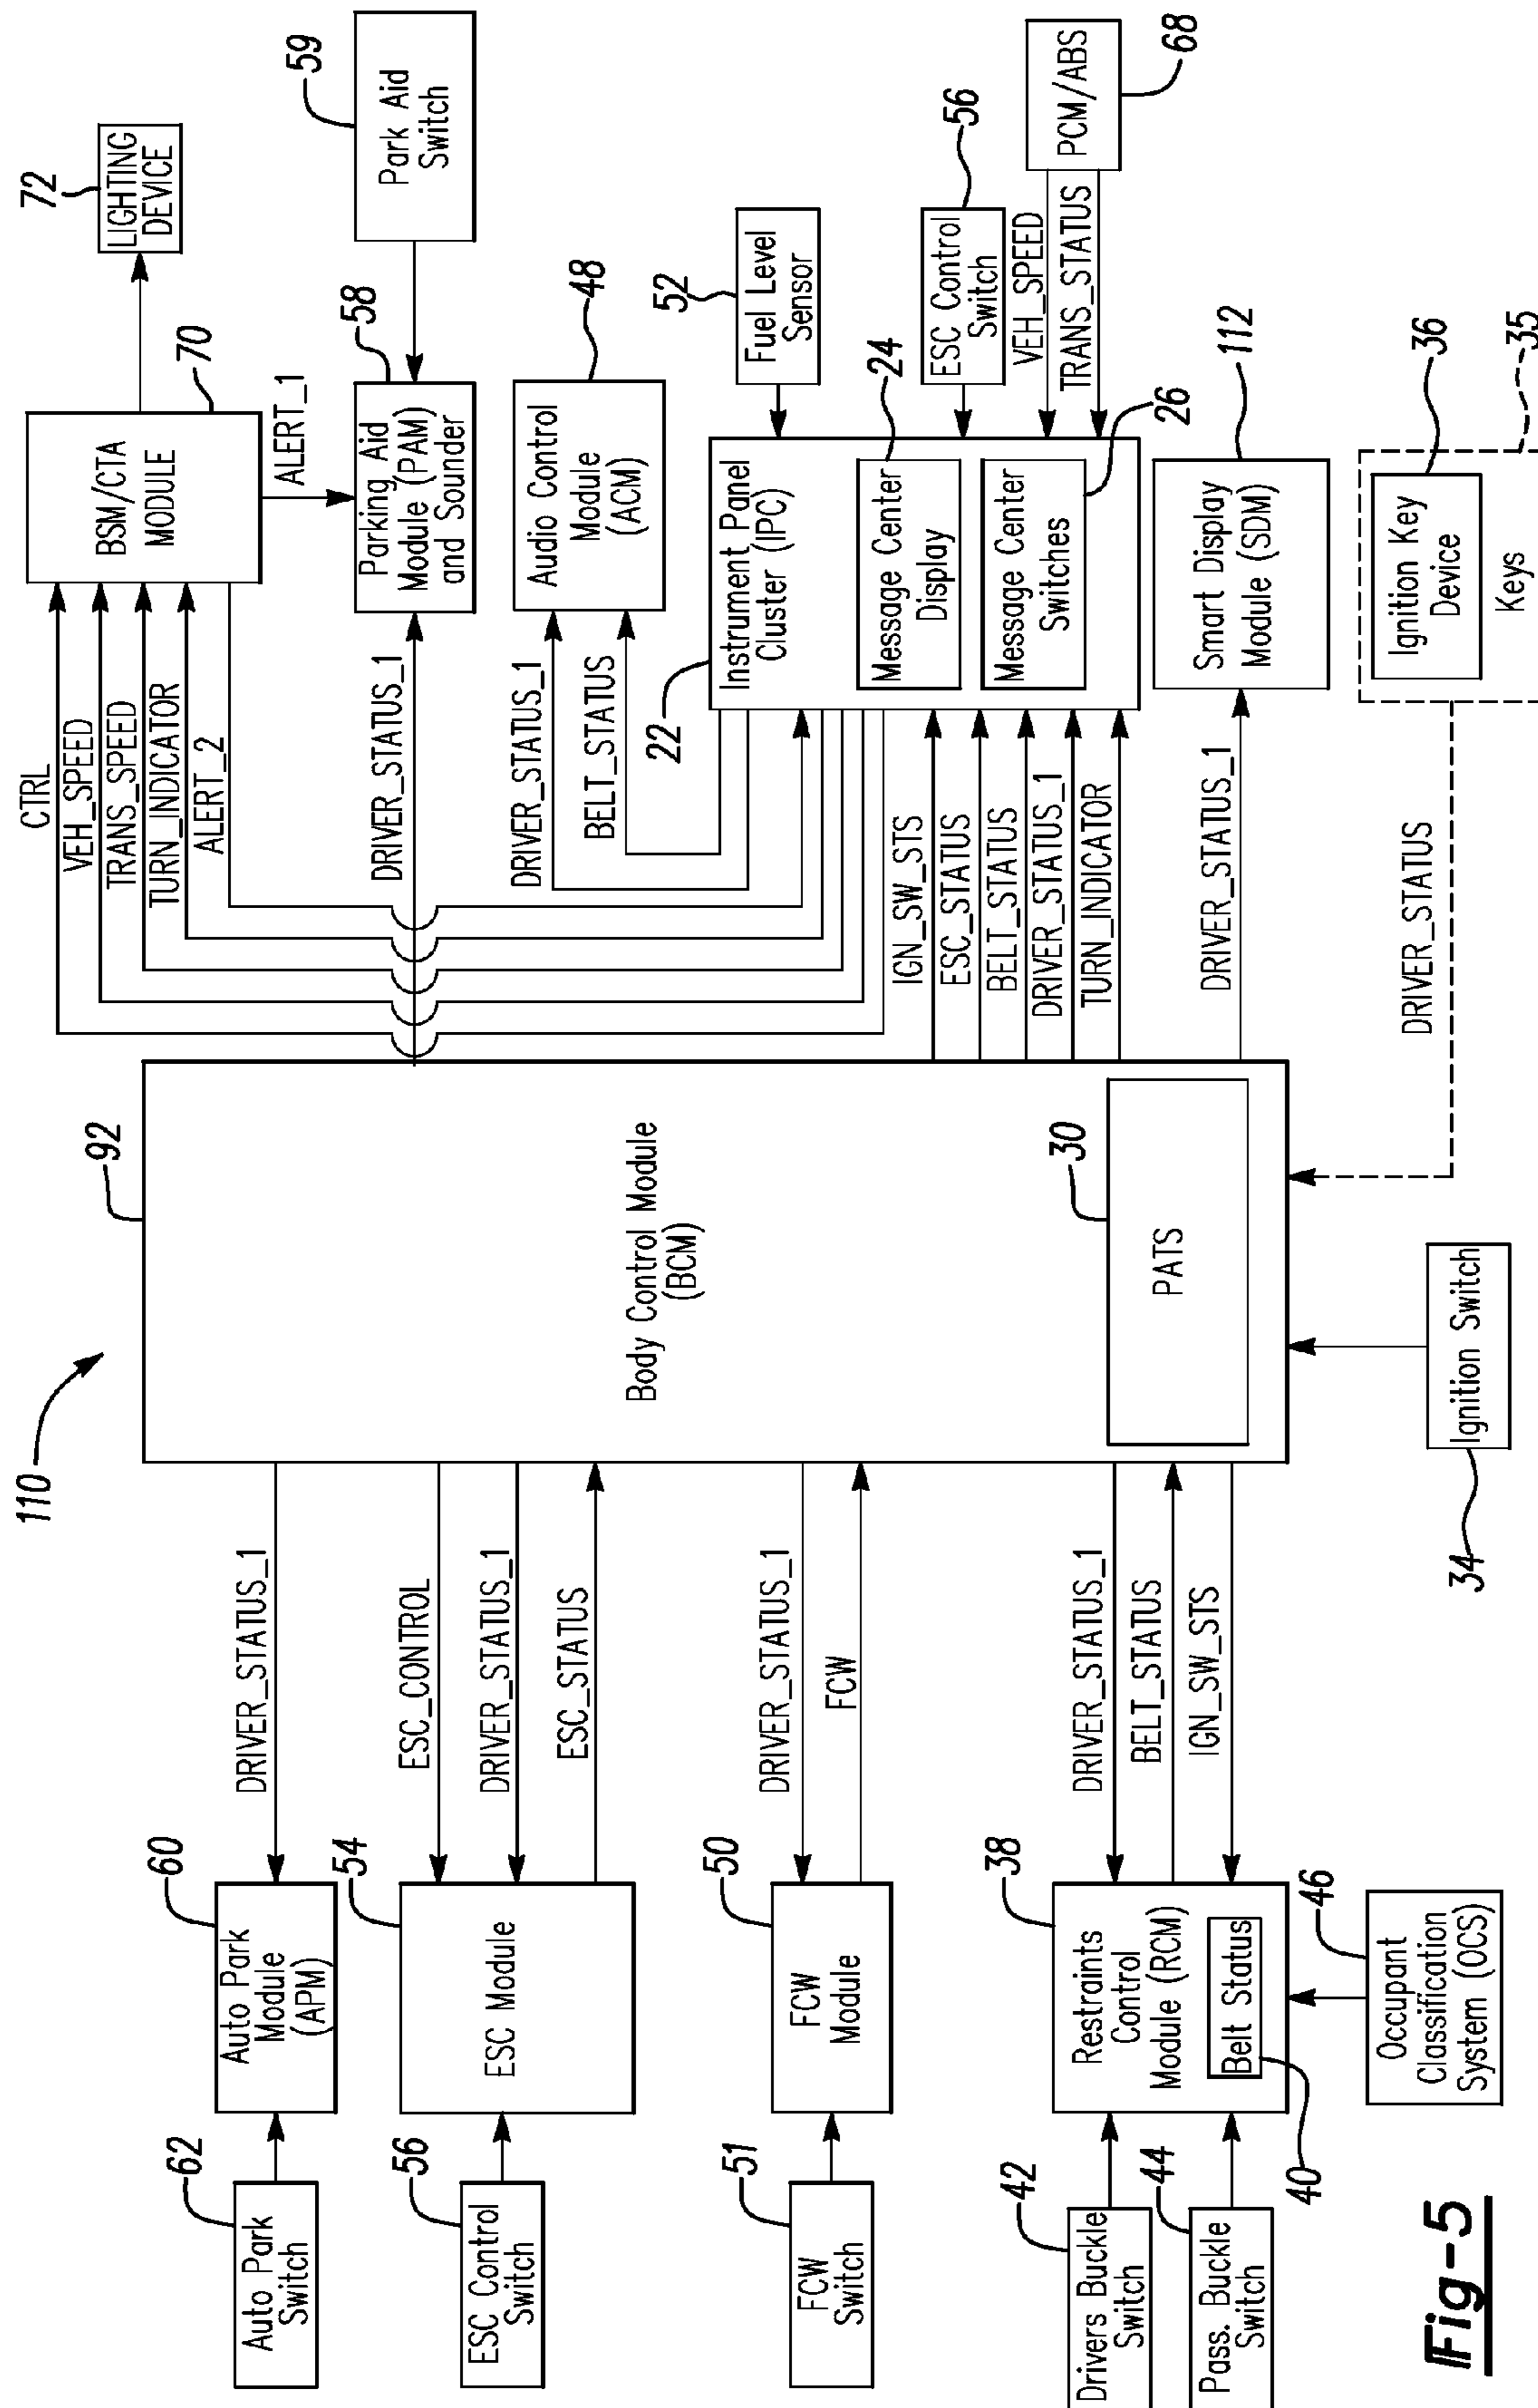 110
92
Body Control Module
(BCM)
30
PATS
62
Auto Park
Switch
60
Auto Park
Module
(APM)
DRIVER_STATUS_1
56
ESC Control
Switch
54
ESC Module
ESC_CONTROL
DRIVER_STATUS_1
ESC_STATUS
51
FCW
Switch
50
FCW
Module
DRIVER_STATUS_1
FCW
42
Drivers Buckle
Switch
44
Pass. Buckle
Switch
38
Restraints
Control
Module (RCM)
Belt Status
40
DRIVER_STATUS_1
BELT_STATUS
IGN_SW_STS
46
Occupant
Classification
System (OCS)
34
Ignition Switch
CTRL
VEH_SPEED
TRANS_SPEED
TURN_INDICATOR
ALERT_2
BSM/CTA
MODULE
70
72
LIGHTING
DEVICE
ALERT_1
DRIVER_STATUS_1
58
Parking Aid
Module (PAM)
and Sounder
59
Park Aid
Switch
DRIVER_STATUS_1
BELT_STATUS
48
Audio Control
Module
(ACM)
22
Instrument Panel
Cluster (IPC)
24
Message Center
Display
26
Message Center
Switches
52
Fuel Level
Sensor
56
ESC Control
Switch
VEH_SPEED
TRANS_STATUS
PCM/ABS
68
IGN_SW_STS
ESC_STATUS
BELT_STATUS
DRIVER_STATUS_1
TURN_INDICATOR
DRIVER_STATUS_1
112
Smart Display
Module (SDM)
DRIVER_STATUS
36
Ignition Key
Device
Keys
35
Fig-5